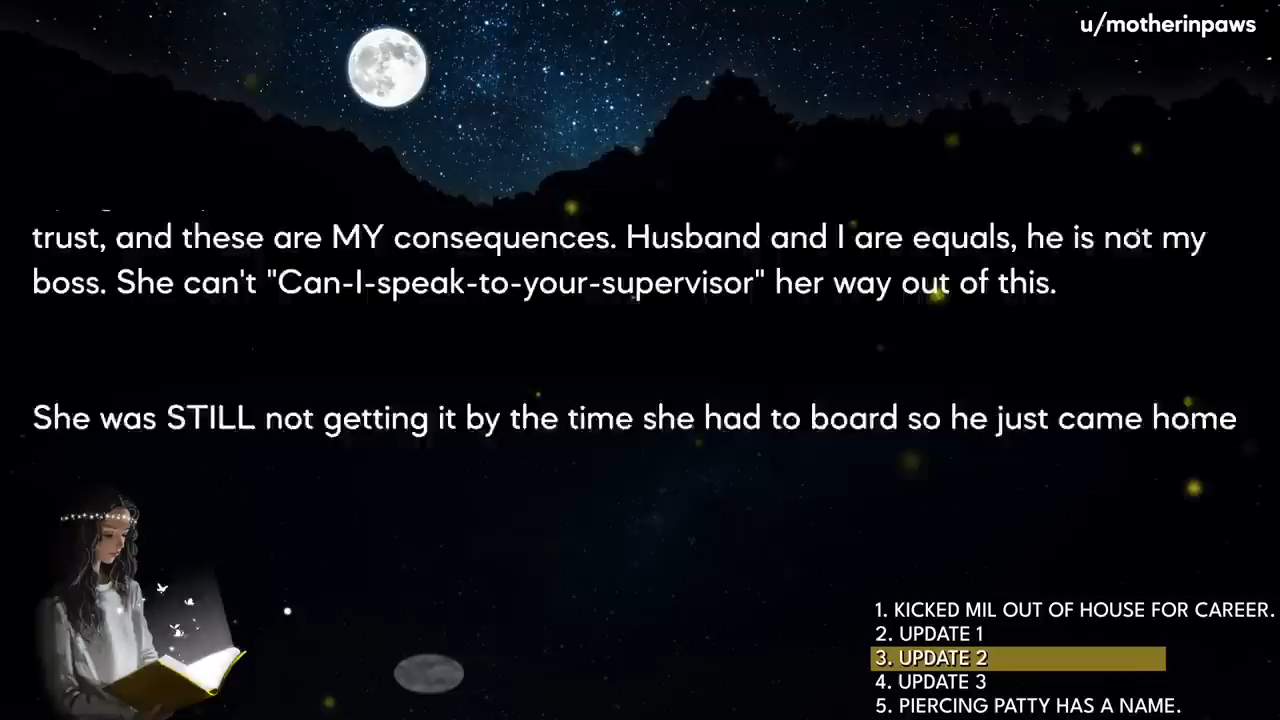 u/motherinpaws
trust, and these are MY consequences. Husband and I are equals, he is not my
boss. She can't "Can-I-speak-to-your-supervisor" her way out of this.
She was STILL not getting it by the time she had to board so he just came home
1. KICKED MIL OUT OF HOUSE FOR CAREER.
2. UPDATE 1
3. UPDATE 2
4. UPDATE 3
5. PIERCING PATTY HAS A NAME.